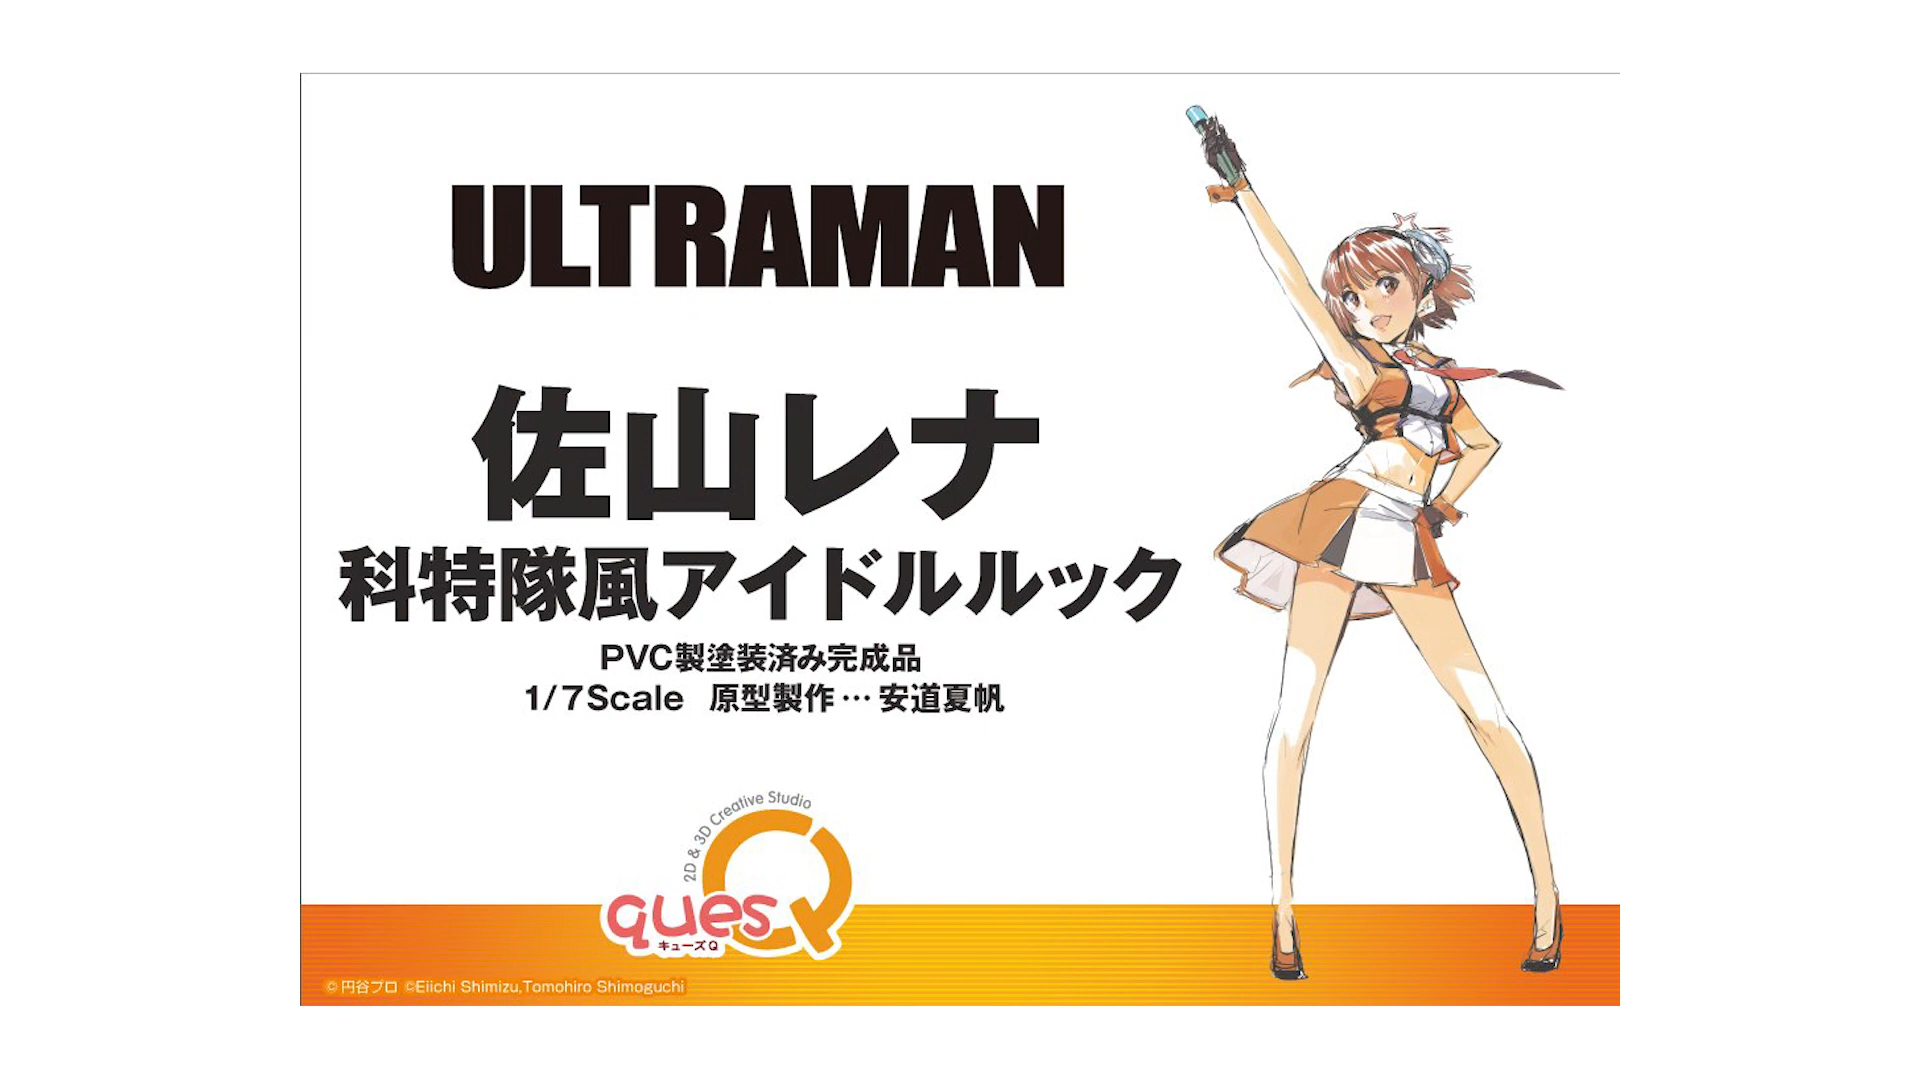 ULTRAMAN
佐山レナ
科特隊風アイドルルック
PVC製塗装済み完成品
1/7Scale 原型製作…安道夏帆
2D & 3D Creative Studio
quesQ
キューズQ
©円谷プロ ©Eiichi Shimizu,Tomohiro Shimoguchi